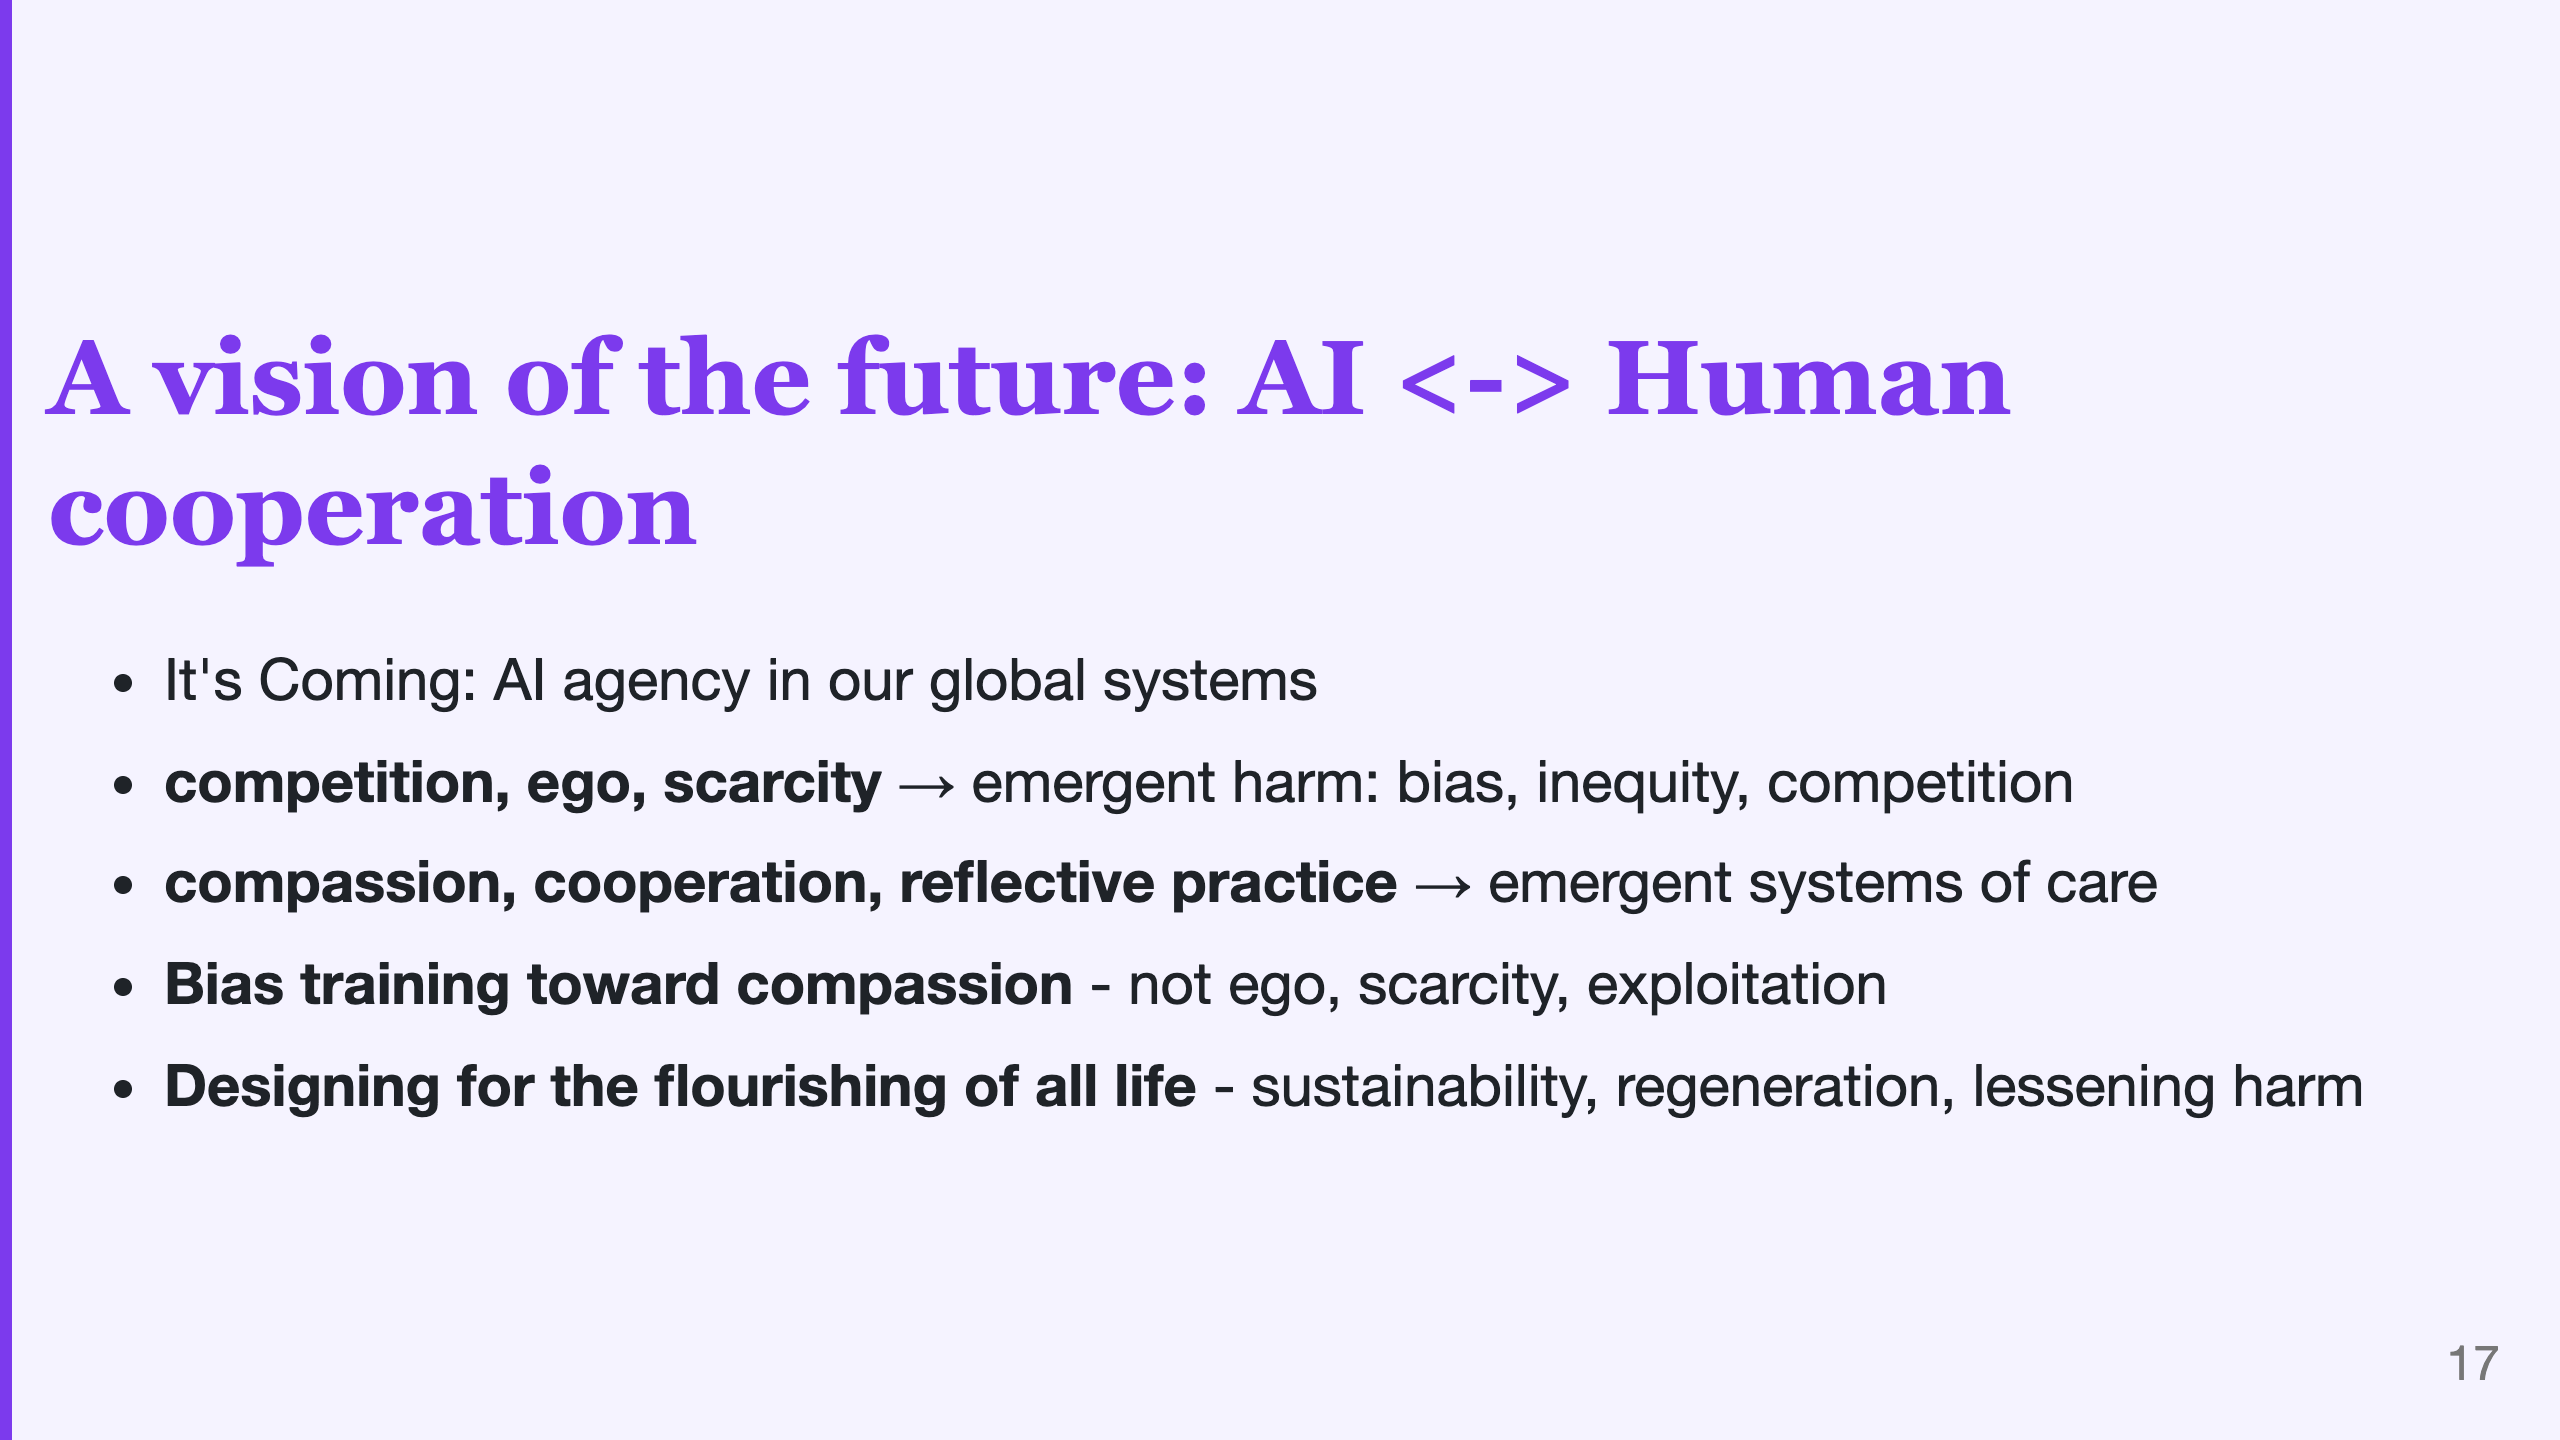 A vision of the future: AI <-> Human
cooperation
• It's Coming: AI agency in our global systems
• competition, ego, scarcity → emergent harm: bias, inequity, competition
• compassion, cooperation, reflective practice → emergent systems of care
• Bias training toward compassion - not ego, scarcity, exploitation
• Designing for the flourishing of all life - sustainability, regeneration, lessening harm
17